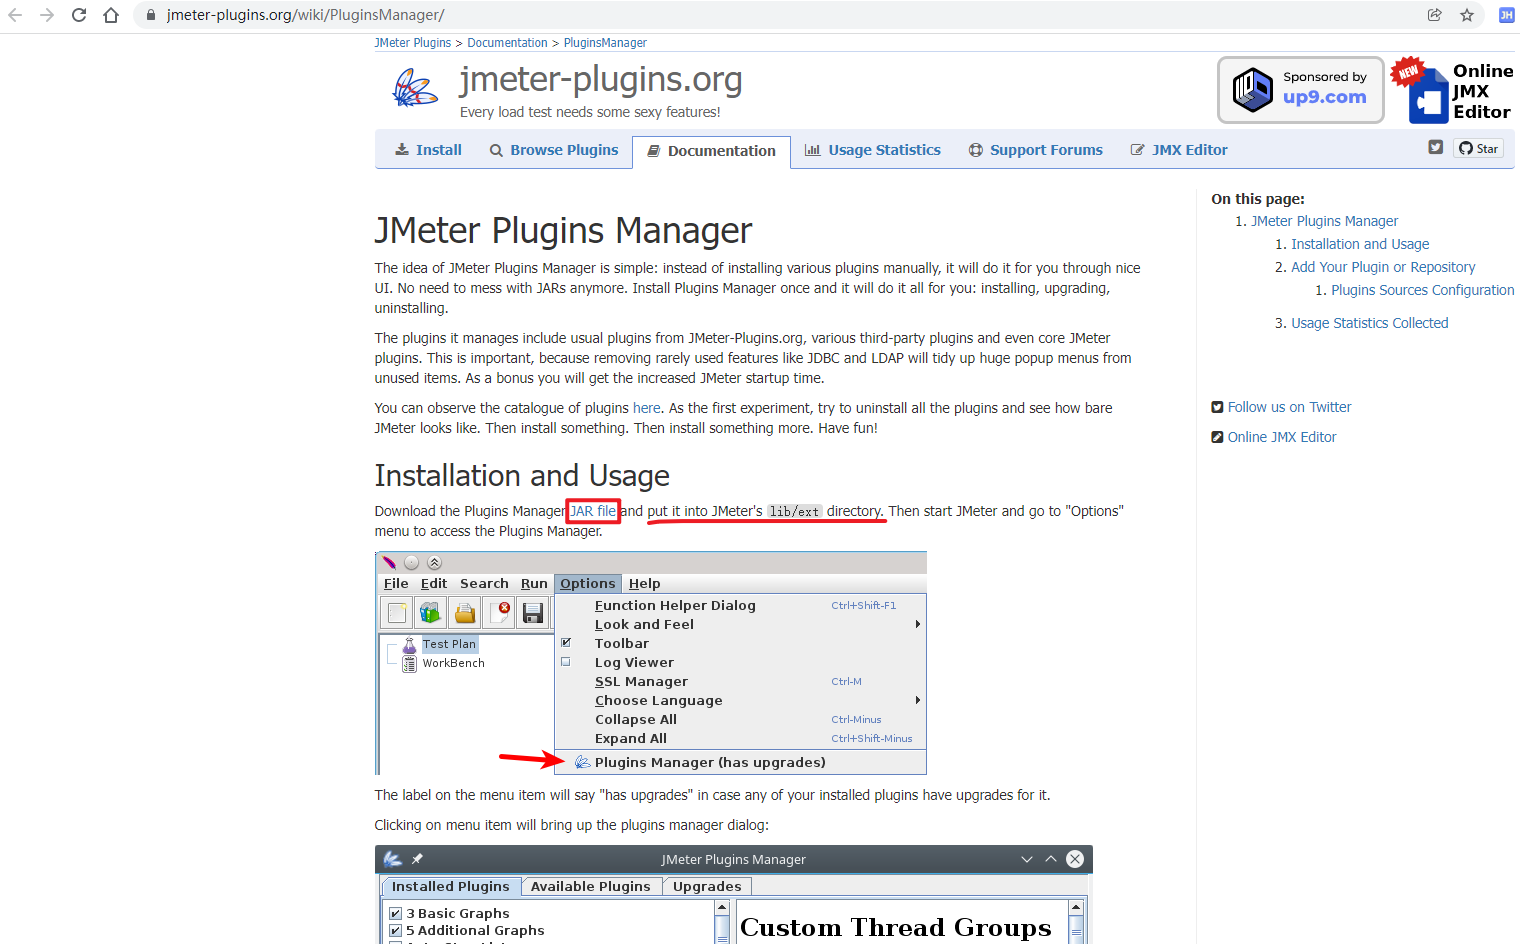 jmeter-plugins.org/wiki/PluginsManager/
JH
JMeter Plugins > Documentation > PluginsManager
jmeter-plugins.org
Every load test needs some sexy features!
Sponsored by
up9.com
NEW
Online
JMX
Editor
Install
Browse Plugins
Documentation
Usage Statistics
Support Forums
JMX Editor
Star
JMeter Plugins Manager
The idea of JMeter Plugins Manager is simple: instead of installing various plugins manually, it will do it for you through nice
UI. No need to mess with JARs anymore. Install Plugins Manager once and it will do it all for you: installing, upgrading,
uninstalling.
The plugins it manages include usual plugins from JMeter-Plugins.org, various third-party plugins and even core JMeter
plugins. This is important, because removing rarely used features like JDBC and LDAP will tidy up huge popup menus from
unused items. As a bonus you will get the increased JMeter startup time.
You can observe the catalogue of plugins here. As the first experiment, try to uninstall all the plugins and see how bare
JMeter looks like. Then install something. Then install something more. Have fun!
Installation and Usage
Download the Plugins Manager JAR file and put it into JMeter's lib/ext directory. Then start JMeter and go to "Options"
menu to access the Plugins Manager.
File Edit Search Run Options Help
Test Plan
WorkBench
Function Helper Dialog Ctrl+Shift-F1
Look and Feel
Toolbar
Log Viewer
SSL Manager Ctrl-M
Choose Language
Collapse All Ctrl-Minus
Expand All Ctrl+Shift-Minus
Plugins Manager (has upgrades)
The label on the menu item will say "has upgrades" in case any of your installed plugins have upgrades for it.
Clicking on menu item will bring up the plugins manager dialog:
JMeter Plugins Manager
Installed Plugins
Available Plugins
Upgrades
3 Basic Graphs
5 Additional Graphs
Custom Thread Groups
On this page:
1. JMeter Plugins Manager
1. Installation and Usage
2. Add Your Plugin or Repository
1. Plugins Sources Configuration
3. Usage Statistics Collected
Follow us on Twitter
Online JMX Editor